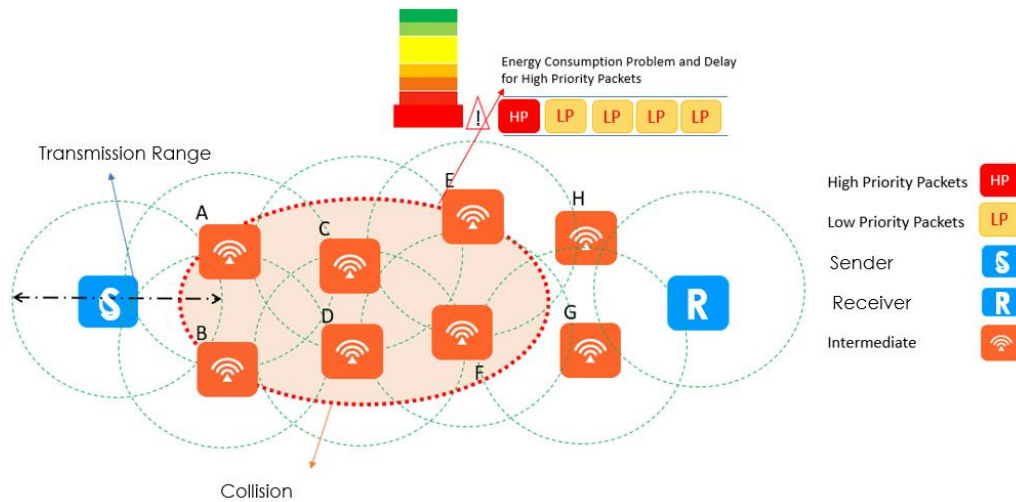 Energy Consumption Problem and Delay
for High Priority Packets
!
HP LP LP LP LP
Transmission Range
A
B
C
D
E
F
G
H
S
R
Collision
High Priority Packets HP
Low Priority Packets LP
Sender S
Receiver R
Intermediate